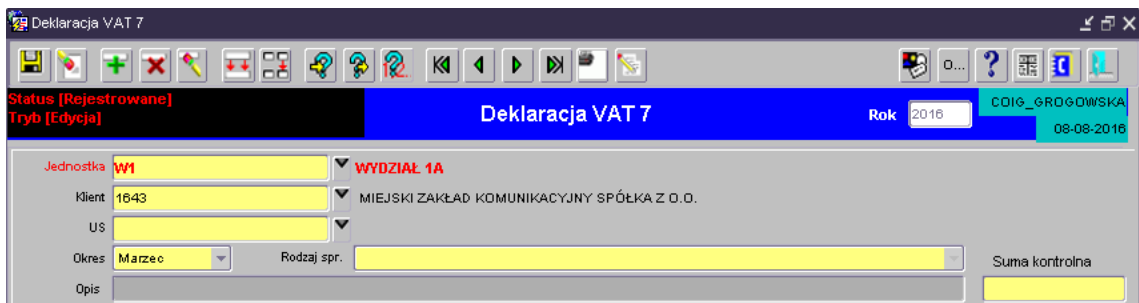 Deklaracja VAT 7
O...
Status [Rejestrowane]
Tryb [Edycja]
Deklaracja VAT 7
Rok 2016
COIG_GROGOWSKA
08-08-2016
Jednostka W1 WYDZIAŁ 1A
Klient 1643 MIEJSKI ZAKŁAD KOMUNIKACYJNY SPÓŁKA Z O.O.
US
Okres Marzec Rodzaj spr.
Suma kontrolna
Opis